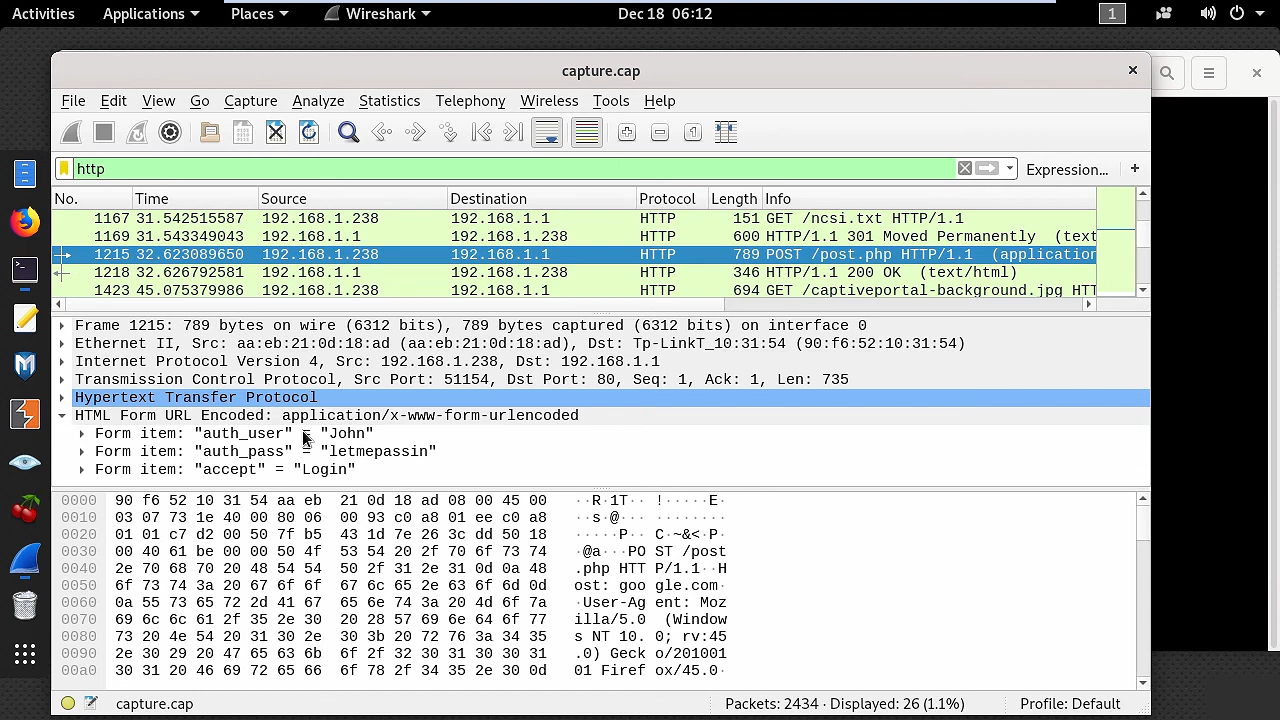 Activities Applications Places Wireshark Dec 18 06:12 1
capture.cap
File Edit View Go Capture Analyze Statistics Telephony Wireless Tools Help
http Expression... +
No. Time Source Destination Protocol Length Info
1167 31.542515587 192.168.1.238 192.168.1.1 HTTP 151 GET /ncsi.txt HTTP/1.1
1169 31.543349043 192.168.1.1 192.168.1.238 HTTP 600 HTTP/1.1 301 Moved Permanently (text
1215 32.623089650 192.168.1.238 192.168.1.1 HTTP 789 POST /post.php HTTP/1.1 (application
1218 32.626792581 192.168.1.1 192.168.1.238 HTTP 346 HTTP/1.1 200 OK (text/html)
1423 45.075379986 192.168.1.238 192.168.1.1 HTTP 694 GET /captiveportal-background.jpg HTT
Frame 1215: 789 bytes on wire (6312 bits), 789 bytes captured (6312 bits) on interface 0
Ethernet II, Src: aa:eb:21:0d:18:ad (aa:eb:21:0d:18:ad), Dst: Tp-LinkT_10:31:54 (90:f6:52:10:31:54)
Internet Protocol Version 4, Src: 192.168.1.238, Dst: 192.168.1.1
Transmission Control Protocol, Src Port: 51154, Dst Port: 80, Seq: 1, Ack: 1, Len: 735
Hypertext Transfer Protocol
HTML Form URL Encoded: application/x-www-form-urlencoded
Form item: "auth_user" = "John"
Form item: "auth_pass" = "letmepassin"
Form item: "accept" = "Login"
0000 90 f6 52 10 31 54 aa eb 21 0d 18 ad 08 00 45 00 ··R·1T·· !·····E·
0010 03 07 73 1e 40 00 80 06 00 93 c0 a8 01 ee c0 a8 ··s·@··· ········
0020 01 01 c7 d2 00 50 7f b5 43 1d 7e 26 3c dd 50 18 ·····P·· C·~&<·P·
0030 00 40 61 be 00 00 50 4f 53 54 20 2f 70 6f 73 74 ·@a···PO ST /post
0040 2e 70 68 70 20 48 54 54 50 2f 31 2e 31 0d 0a 48 .php HTT P/1.1··H
0050 6f 73 74 3a 20 67 6f 6f 67 6c 65 2e 63 6f 6d 0d ost: goo gle.com·
0060 0a 55 73 65 72 2d 41 67 65 6e 74 3a 20 4d 6f 7a ·User-Ag ent: Moz
0070 69 6c 6c 61 2f 35 2e 30 20 28 57 69 6e 64 6f 77 illa/5.0 (Window
0080 73 20 4e 54 20 31 30 2e 30 3b 20 72 76 3a 34 35 s NT 10. 0; rv:45
0090 2e 30 29 20 47 65 63 6b 6f 2f 32 30 31 30 30 31 .0) Geck o/201001
00a0 30 31 20 46 69 72 65 66 6f 78 2f 34 35 2e 30 0d 01 Firef ox/45.0·
capture.cap Packets: 2434 · Displayed: 26 (1.1%) Profile: Default